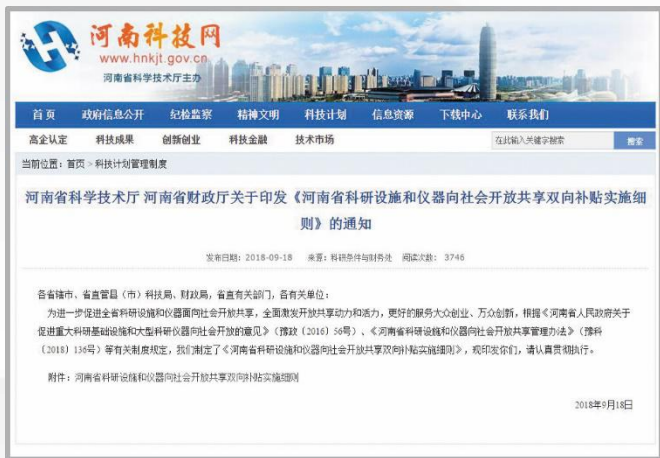 河南科技网
www.hnkjt.gov.cn
河南省科学技术厅主办
首页 政府信息公开 纪检监察 精神文明 科技计划 信息资源 下载中心 联系我们
高企认定 科技成果 创新创业 科技金融 技术市场 在此输入关键字搜索 搜索
当前位置：首页 > 科技计划管理制度
河南省科学技术厅 河南省财政厅关于印发《河南省科研设施和仪器向社会开放共享双向补贴实施细
则》的通知
发布日期：2018-09-18 来源：科研条件与财务处 阅读次数：3746
各省辖市、省直管县（市）科技局、财政局，省直有关部门，各有关单位：
为进一步促进全省科研设施和仪器面向社会开放共享，全面激发开放共享动力和活力，更好的服务大众创业、万众创新，根据《河南省人民政府关于
促进重大科研基础设施和大型科研仪器向社会开放的意见》（豫政〔2016〕56号）、《河南省科研设施和仪器向社会开放共享管理办法》（豫科
〔2018〕136号）等有关制度规定，我们制定了《河南省科研设施和仪器向社会开放共享双向补贴实施细则》，现印发你们，请认真贯彻执行。
附件：河南省科研设施和仪器向社会开放共享双向补贴实施细则
2018年9月18日